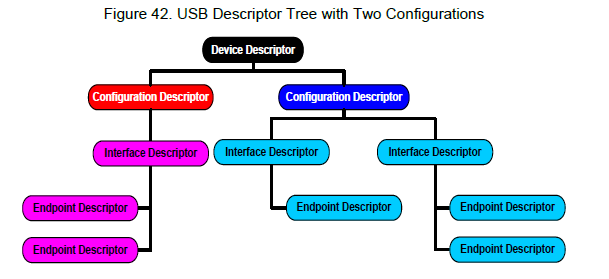 Figure 42. USB Descriptor Tree with Two Configurations
Device Descriptor
Configuration Descriptor
Configuration Descriptor
Interface Descriptor
Interface Descriptor
Interface Descriptor
Endpoint Descriptor
Endpoint Descriptor
Endpoint Descriptor
Endpoint Descriptor
Endpoint Descriptor